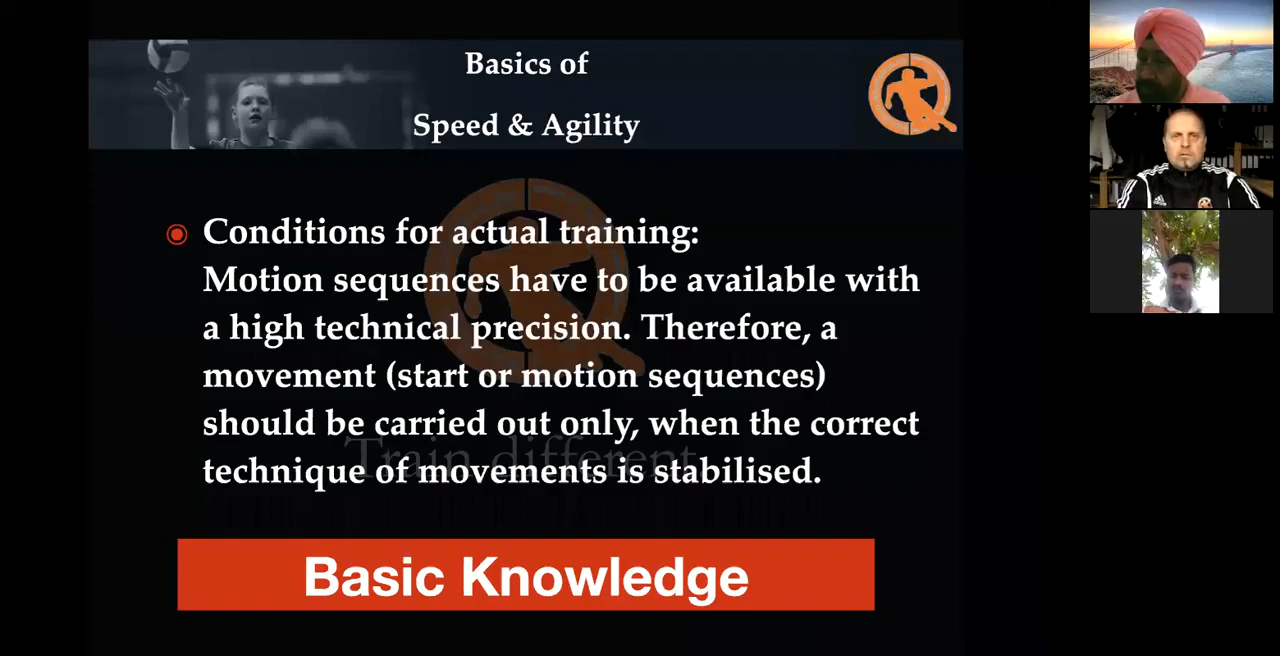 Basics of
Speed & Agility
Conditions for actual training:
Motion sequences have to be available with
a high technical precision. Therefore, a
movement (start or motion sequences)
should be carried out only, when the correct
technique of movements is stabilised.
Train different.
Basic Knowledge